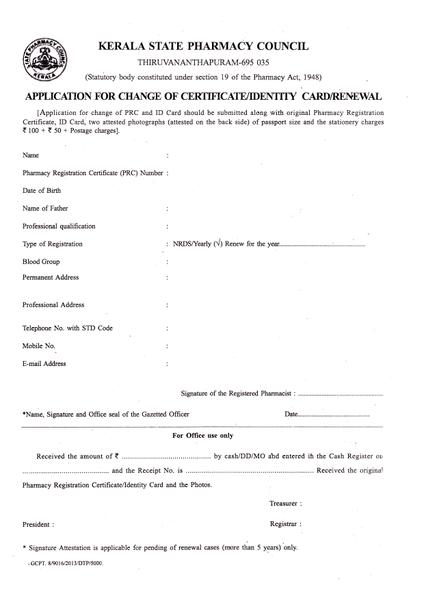 STATE PHARMACY COUNCIL
KERALA
KERALA STATE PHARMACY COUNCIL
THIRUVANANTHAPURAM-695 035
(Statutory body constituted under section 19 of the Pharmacy Act, 1948)
APPLICATION FOR CHANGE OF CERTIFICATE/IDENTITY CARD/RENEWAL
[Application for change of PRC and ID Card should be submitted along with original Pharmacy Registration
Certificate, ID Card, two attested photographs (attested on the back side) of passport size and the stationery charges
₹ 100 + ₹ 50 + Postage charges].
Name :
Pharmacy Registration Certificate (PRC) Number :
Date of Birth
Name of Father :
Professional qualification :
Type of Registration : NRDS/Yearly (√) Renew for the year..............................
Blood Group :
Permanent Address :
Professional Address :
Telephone No. with STD Code :
Mobile No. :
E-mail Address :
Signature of the Registered Pharmacist : ..............................
*Name, Signature and Office seal of the Gazetted Officer Date..............................
For Office use only
Received the amount of ₹ .............................. by cash/DD/MO abd entered ih the Cash Register on
.............................. and the Receipt No. is .............................. Received the original
Pharmacy Registration Certificate/Identity Card and the Photos.
Treasurer :
President : Registrar :
* Signature Attestation is applicable for pending of renewal cases (more than 5 years) only.
GCPT. 8/9016/2013/DTP/5000.